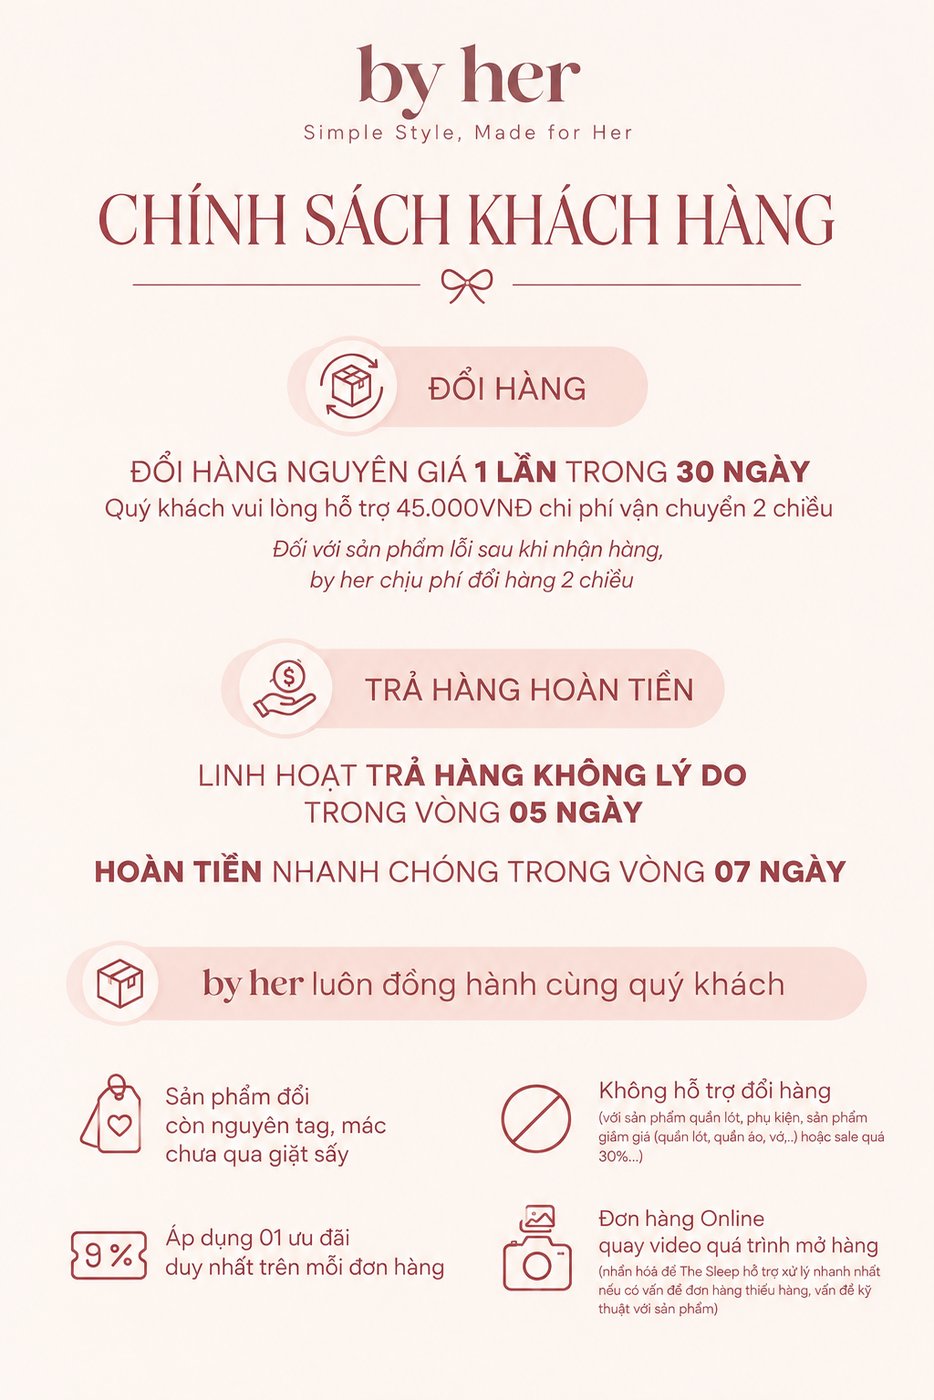 by her
Simple Style, Made for Her
CHÍNH SÁCH KHÁCH HÀNG
ĐỔI HÀNG
ĐỔI HÀNG NGUYÊN GIÁ 1 LẦN TRONG 30 NGÀY
Quý khách vui lòng hỗ trợ 45.000VNĐ chi phí vận chuyển 2 chiều
Đối với sản phẩm lỗi sau khi nhận hàng,
by her chịu phí đổi hàng 2 chiều
$
TRẢ HÀNG HOÀN TIỀN
LINH HOẠT TRẢ HÀNG KHÔNG LÝ DO
TRONG VÒNG 05 NGÀY
HOÀN TIỀN NHANH CHÓNG TRONG VÒNG 07 NGÀY
by her luôn đồng hành cùng quý khách
Sản phẩm đổi
còn nguyên tag, mác
chưa qua giặt sấy
Không hỗ trợ đổi hàng
(với sản phẩm quần lót, phụ kiện, sản phẩm
giảm giá (quần lót, quần áo, vớ,..) hoặc sale quá
30%...)
9%
Áp dụng 01 ưu đãi
duy nhất trên mỗi đơn hàng
Đơn hàng Online
quay video quá trình mở hàng
(nhấn hóá để The Sleep hỗ trợ xử lý nhanh nhất
nếu có vấn đề đơn hàng thiếu hàng, vấn đề kỹ
thuật với sản phẩm)